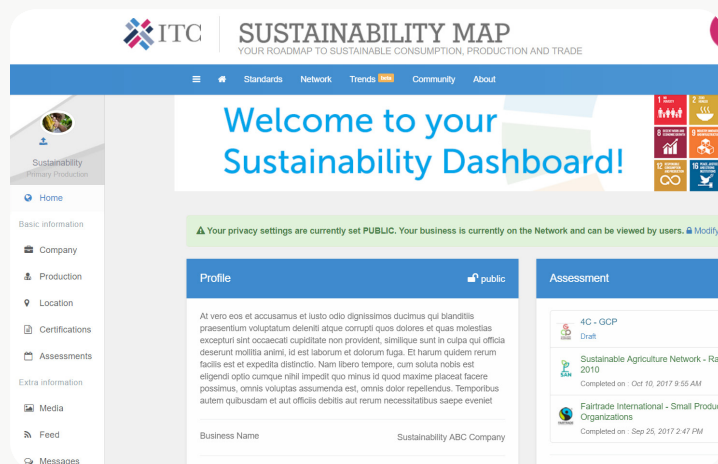 ITC
SUSTAINABILITY MAP
YOUR ROADMAP TO SUSTAINABLE CONSUMPTION, PRODUCTION AND TRADE
Standards Network Trends beta Community About
Welcome to your
Sustainability Dashboard!
Sustainability
Primary Production
Home
Basic information
Company
Production
Location
Certifications
Assessments
Extra information
Media
Feed
Messages
Your privacy settings are currently set PUBLIC. Your business is currently on the Network and can be viewed by users. Modify
Profile public
At vero eos et accusamus et iusto odio dignissimos ducimus qui blanditiis
praesentium voluptatum deleniti atque corrupti quos dolores et quas molestias
excepturi sint occaecati cupiditate non provident, similique sunt in culpa qui officia
deserunt mollitia animi, id est laborum et dolorum fuga. Et harum quidem rerum
facilis est et expedita distinctio. Nam libero tempore, cum soluta nobis est
eligendi optio cumque nihil impedit quo minus id quod maxime placeat facere
possimus, omnis voluptas assumenda est, omnis dolor repellendus. Temporibus
autem quibusdam et aut officiis debitis aut rerum necessitatibus saepe eveniet
Business Name Sustainability ABC Company
Assessment
4C - GCP
Draft
Sustainable Agriculture Network - Ra
2010
Completed on : Oct 10, 2017 9:55 AM
Fairtrade International - Small Produc
Organizations
Completed on : Sep 25, 2017 2:47 PM